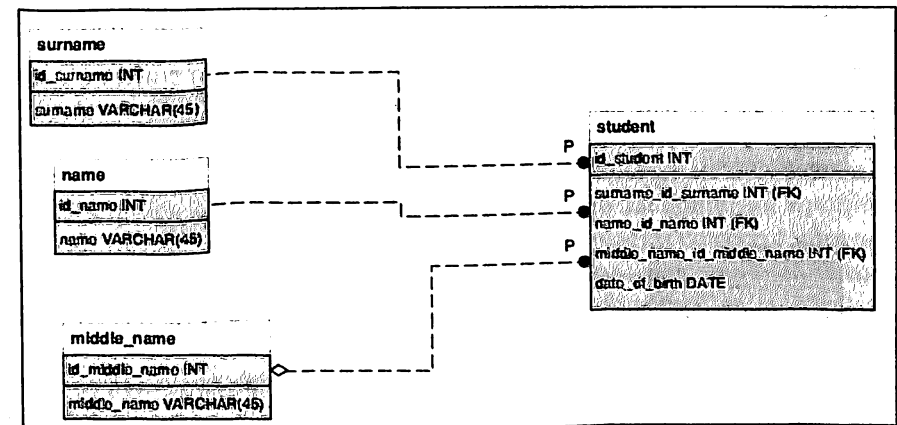 surname
id_surname INT
surname VARCHAR(45)
name
id_name INT
name VARCHAR(45)
middle_name
id_middle_name INT
middle_name VARCHAR(45)
P
P
P
student
id_student INT
surname_id_surname INT (FK)
name_id_name INT (FK)
middle_name_id_middle_name INT (FK)
date_of_birth DATE